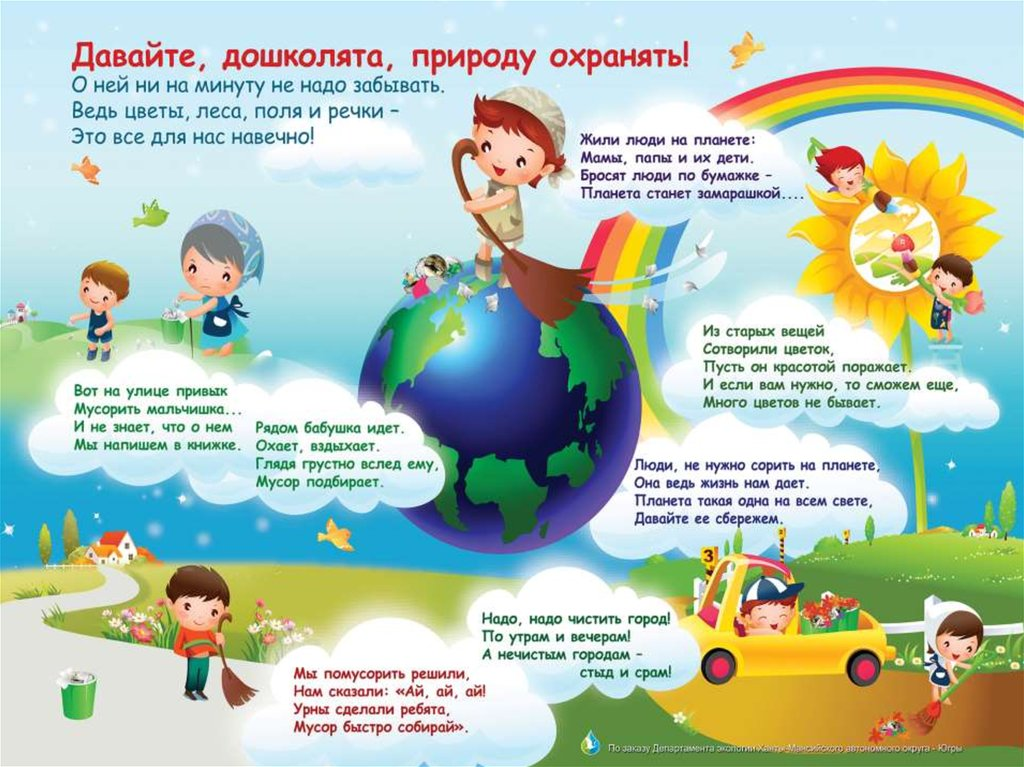 Давайте, дошколята, природу охранять!
О ней ни на минуту не надо забывать.
Ведь цветы, леса, поля и речки –
Это все для нас навечно!
Жили люди на планете:
Мамы, папы и их дети.
Бросят люди по бумажке –
Планета станет замарашкой....
Из старых вещей
Сотворили цветок,
Пусть он красотой поражает.
И если вам нужно, то сможем еще,
Много цветов не бывает.
Вот на улице привык
Мусорить мальчишка...
И не знает, что о нем
Мы напишем в книжке.
Рядом бабушка идет.
Охает, вздыхает.
Глядя грустно вслед ему,
Мусор подбирает.
Люди, не нужно сорить на планете,
Она ведь жизнь нам дает.
Планета такая одна на всем свете,
Давайте ее сбережем.
3
Надо, надо чистить город!
По утрам и вечерам!
А нечистым городам –
стыд и срам!
Мы помусорить решили,
Нам сказали: «Ай, ай, ай!
Урны сделали ребята,
Мусор быстро собирай».
По заказу Департамента экологии Ханты-Мансийского автономного округа - Югры